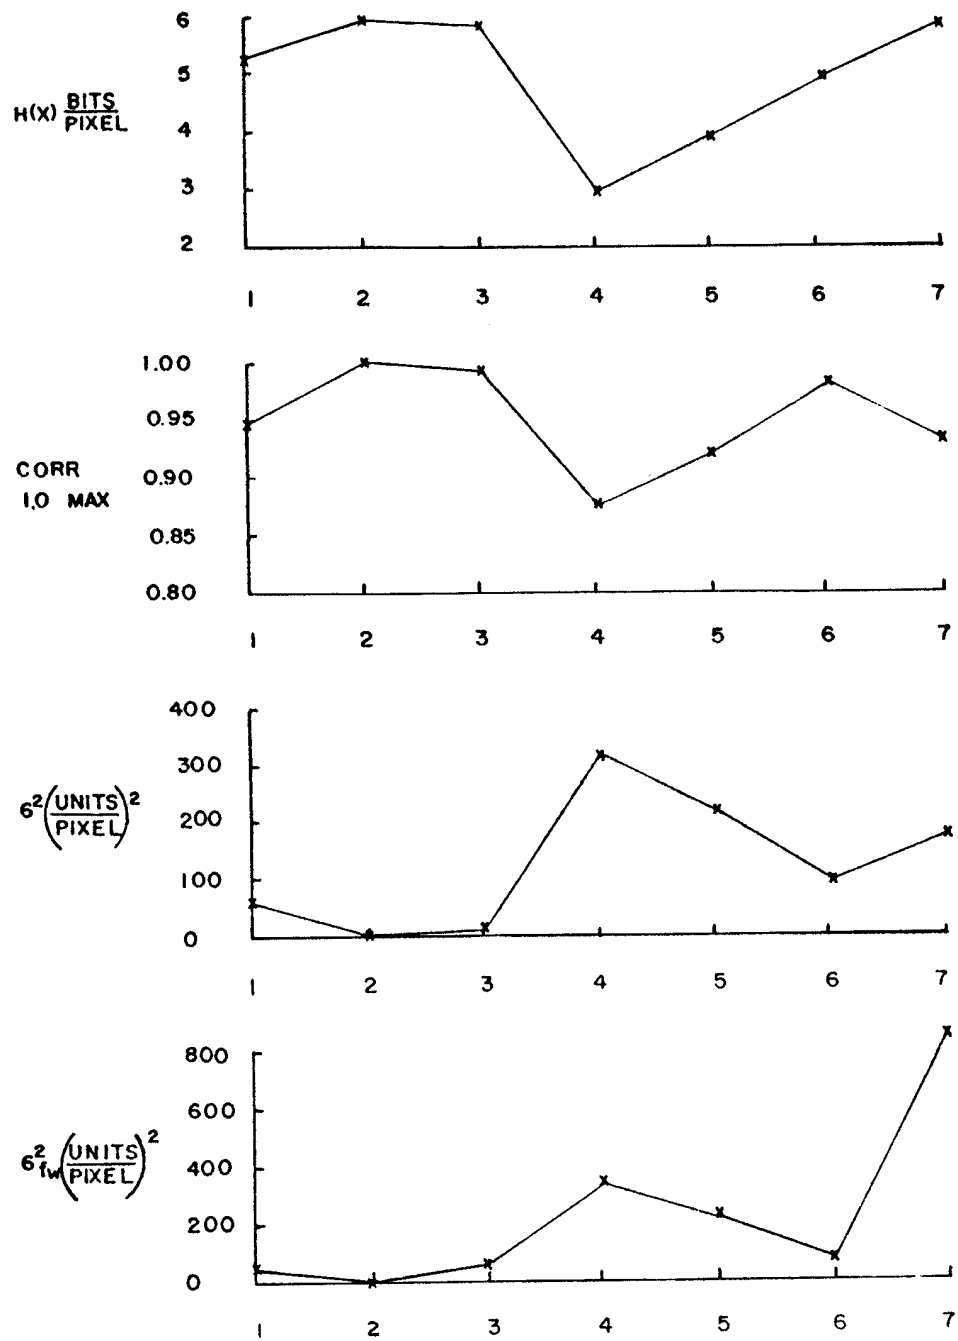 6
5
H(X) BITS/PIXEL
4
3
2
1 2 3 4 5 6 7
1.00
0.95
CORR
0.90
1.0 MAX
0.85
0.80
1 2 3 4 5 6 7
400
300
6²(UNITS/PIXEL)²
200
100
0
1 2 3 4 5 6 7
800
600
6²fw(UNITS/PIXEL)²
400
200
0
1 2 3 4 5 6 7